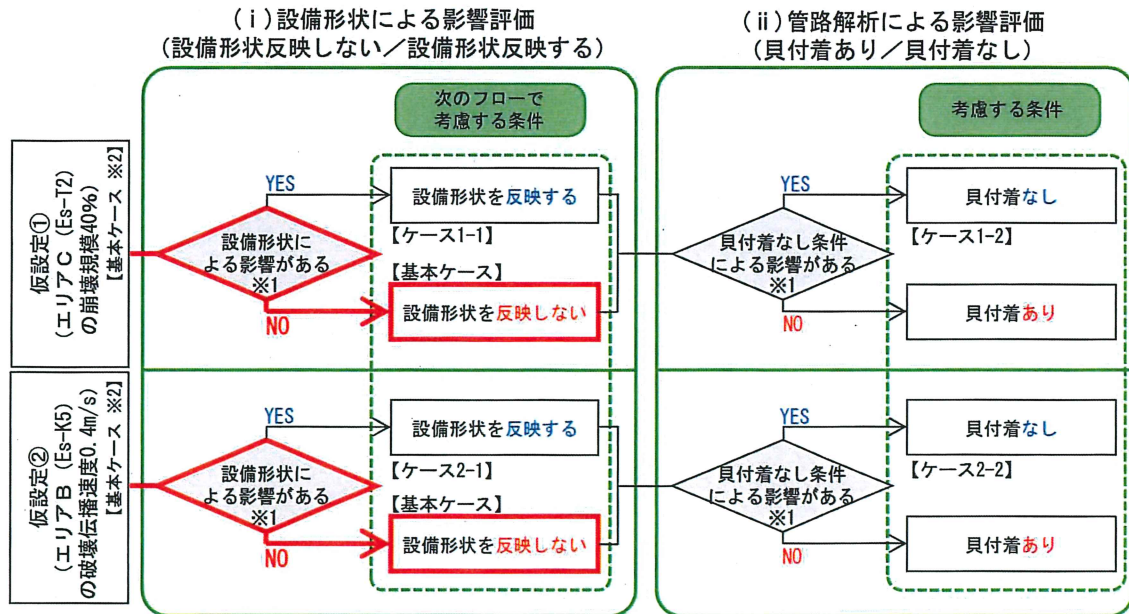 (ⅰ)設備形状による影響評価
(設備形状反映しない／設備形状反映する)
(ⅱ)管路解析による影響評価
(貝付着あり／貝付着なし)
次のフローで
考慮する条件
考慮する条件
仮設定①
(エリアC(Es-T2)
の崩壊規模40%)
【基本ケース ※2】
設備形状に
よる影響がある
※1
YES
設備形状を反映する
【ケース1-1】
【基本ケース】
NO
設備形状を反映しない
貝付着なし条件
による影響がある
※1
YES
貝付着なし
【ケース1-2】
NO
貝付着あり
仮設定②
(エリアB(Es-K5)
の破壊伝播速度0.4m/s)
【基本ケース ※2】
設備形状に
よる影響がある
※1
YES
設備形状を反映する
【ケース2-1】
【基本ケース】
NO
設備形状を反映しない
貝付着なし条件
による影響がある
※1
YES
貝付着なし
【ケース2-2】
NO
貝付着あり